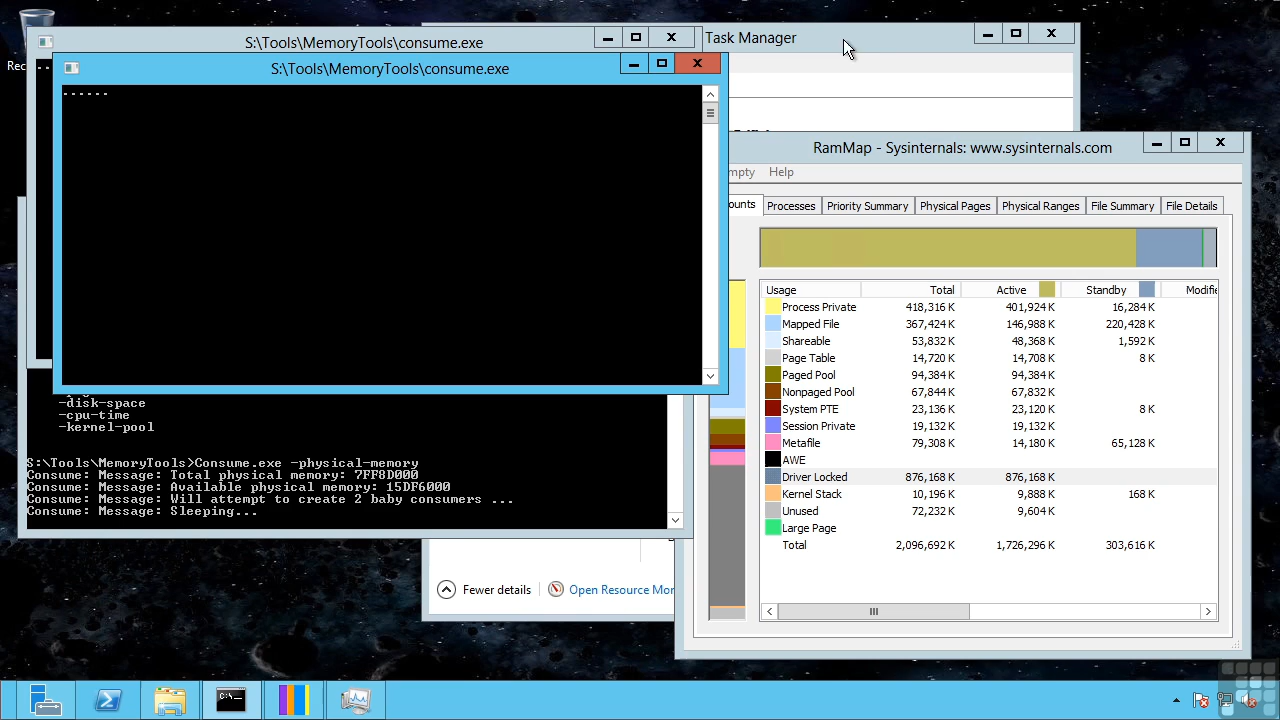 Rec
S:\Tools\MemoryTools\consume.exe
Task Manager
S:\Tools\MemoryTools\consume.exe
......
RamMap - Sysinternals: www.sysinternals.com
mpty Help
ounts Processes Priority Summary Physical Pages Physical Ranges File Summary File Details
Usage Total Active Standby Modifie
Process Private 418,316 K 401,924 K 16,284 K
Mapped File 367,424 K 146,988 K 220,428 K
Shareable 53,832 K 48,368 K 1,592 K
Page Table 14,720 K 14,708 K 8 K
Paged Pool 94,384 K 94,384 K
Nonpaged Pool 67,844 K 67,832 K
System PTE 23,136 K 23,120 K 8 K
Session Private 19,132 K 19,132 K
Metafile 79,308 K 14,180 K 65,128 K
AWE
Driver Locked 876,168 K 876,168 K
Kernel Stack 10,196 K 9,888 K 168 K
Unused 72,232 K 9,604 K
Large Page
Total 2,096,692 K 1,726,296 K 303,616 K
-disk-space
-cpu-time
-kernel-pool
S:\Tools\MemoryTools>Consume.exe -physical-memory
Consume: Message: Total physical memory: 7FF8D000
Consume: Message: Available physical memory: 15DF6000
Consume: Message: Will attempt to create 2 baby consumers ...
Consume: Message: Sleeping...
Fewer details Open Resource Mor